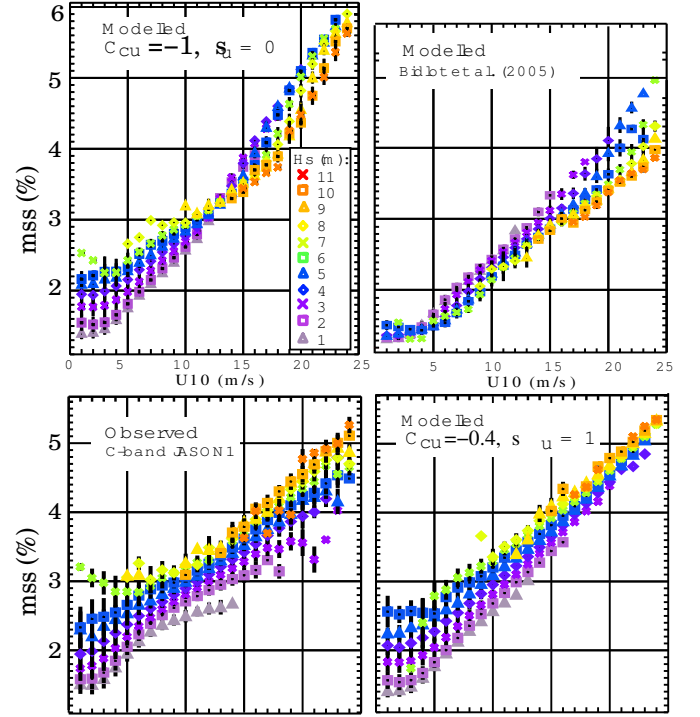 6
5
4
3
2
mss (%)
Modelled
Ccu=-1, su = 0
Hs (m):
11
10
9
8
7
6
5
4
3
2
1
0 5 10 15 20 25
U10 (m/s)
Modelled
Bidlot et al. (2005)
5 10 15 20 25
U10 (m/s)
5
4
3
2
mss (%)
Observed
C-band JASON1
Modelled
Ccu=-0.4, s u = 1